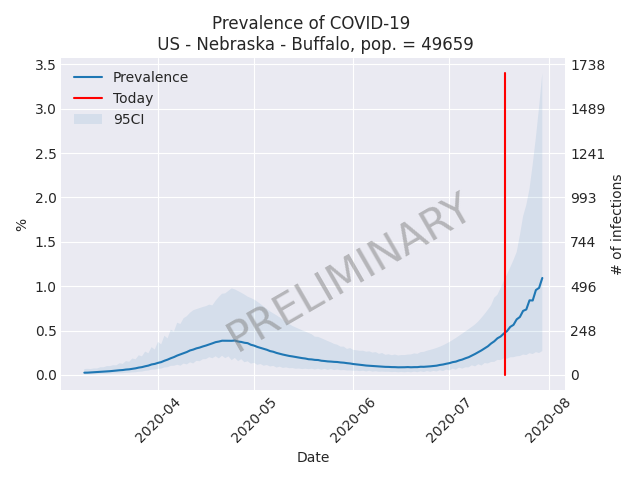 Prevalence of COVID-19
US - Nebraska - Buffalo, pop. = 49659
Prevalence
Today
95CI
3.5
3.0
2.5
2.0
1.5
1.0
0.5
0.0
%
1738
1489
1241
993
744
496
248
0
# of infections
PRELIMINARY
2020-04
2020-05
2020-06
2020-07
2020-08
Date